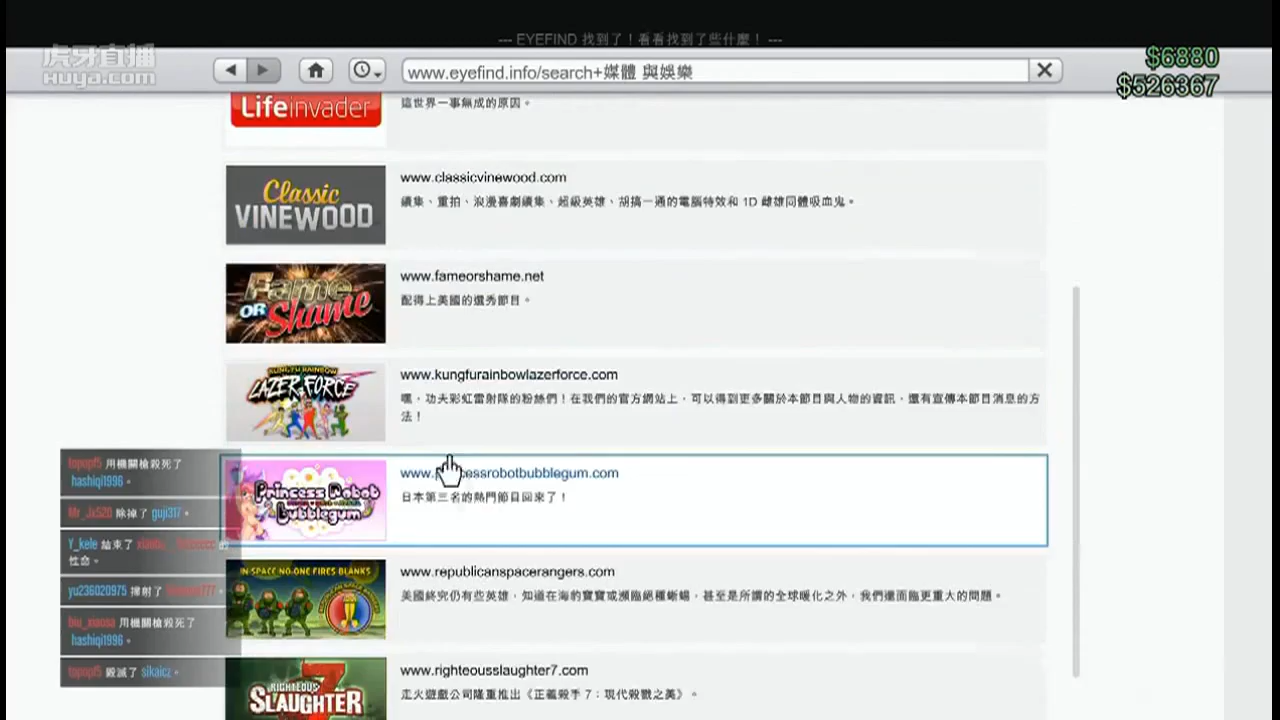 --- EYEFIND 找到了！看看找到了些什麼！ ---
虎牙直播
Huya.com
www.eyefind.info/search+媒體 與娛樂
$6880
$526367
Lifeinvader
這世界一事無成的原因。
Classic
VINEWOOD
www.classicvinewood.com
續集、重拍、浪漫喜劇續集、超級英雄、胡搞一通的電腦特效和 1D 雌雄同體吸血鬼。
Fame
OR Shame
www.fameorshame.net
配得上美國的選秀節目。
KUNG FU RAINBOW
LAZER FORCE
www.kungfurainbowlazerforce.com
嘿，功夫彩虹雷射隊的粉絲們！在我們的官方網站上，可以得到更多關於本節目與人物的資訊，還有宣傳本節目消息的方
法！
Princess Robot
Bubblegum
www.p cessrobotbubblegum.com
日本第三名的熱門節目回來了！
IN SPACE NO ONE FIRES BLANKS
www.republicanspacerangers.com
美國終究仍有些英雄，知道在海豹寶寶或瀕臨絕種蜥蜴，甚至是所謂的全球暖化之外，我們還面臨更重大的問題。
RIGHTEOUS
SLAUGHTER
7
www.righteousslaughter7.com
走火遊戲公司隆重推出《正義殺手 7：現代殺戮之美》。
topopf5 用機關槍殺死了
hashiqi1996。
Mr_Jx520 除掉了 guji317。
Y_kele 結束了 的
性命。
yu236020975 掃射了
biu_xiaosa 用機關槍殺死了
hashiqi1996。
topopf5 毀滅了 sikaicz。